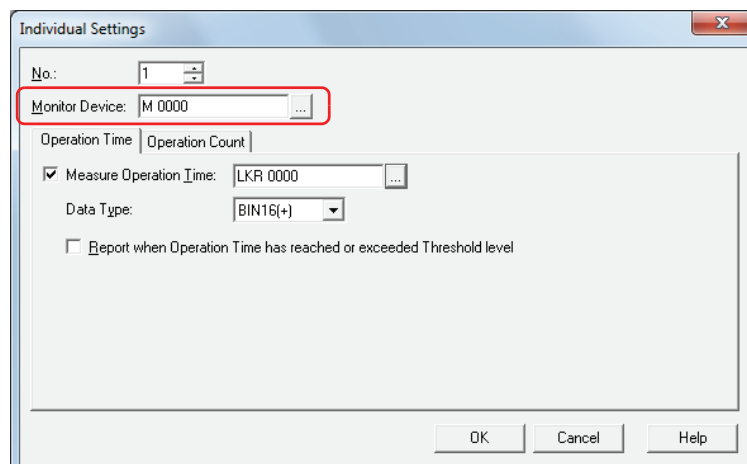 Individual Settings
No.: 1
Monitor Device: M 0000 ...
Operation Time Operation Count
Measure Operation Time: LKR 0000 ...
Data Type: BIN16(+)
Report when Operation Time has reached or exceeded Threshold level
OK Cancel Help